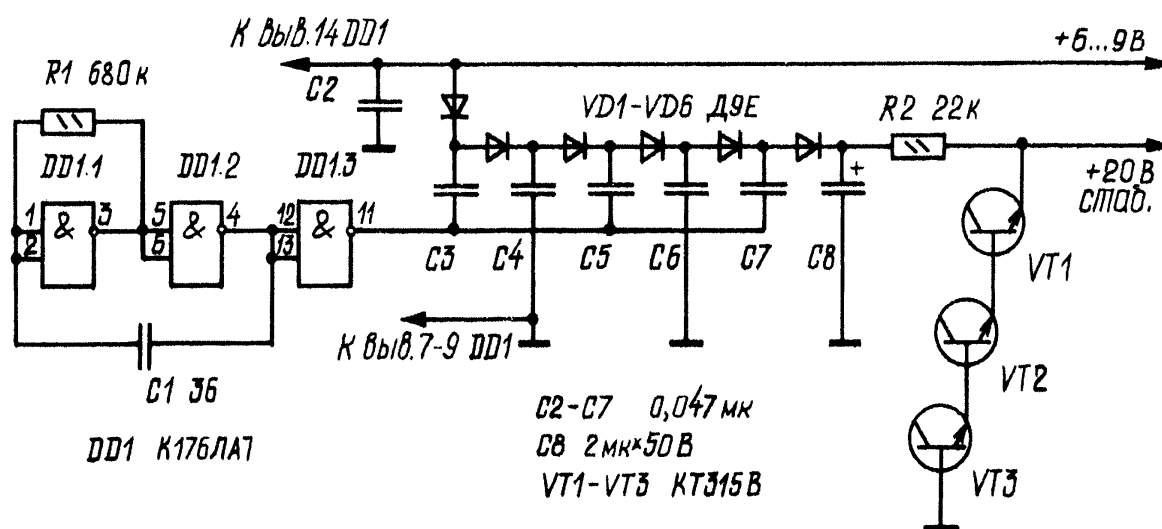 К выв.14 DD1
+6...9В
R1 680к
C2
VD1-VD6 Д9Е
R2 22к
DD1.1
DD1.2
DD1.3
+20В
стаб.
1
2
&
3
5
6
&
4
12
13
&
11
+
C3
C4
C5
C6
C7
C8
VT1
К выв.7-9 DD1
VT2
C1 36
C2-C7 0,047мк
DD1 К176ЛА7
C8 2мк×50В
VT1-VT3 КТ315В
VT3